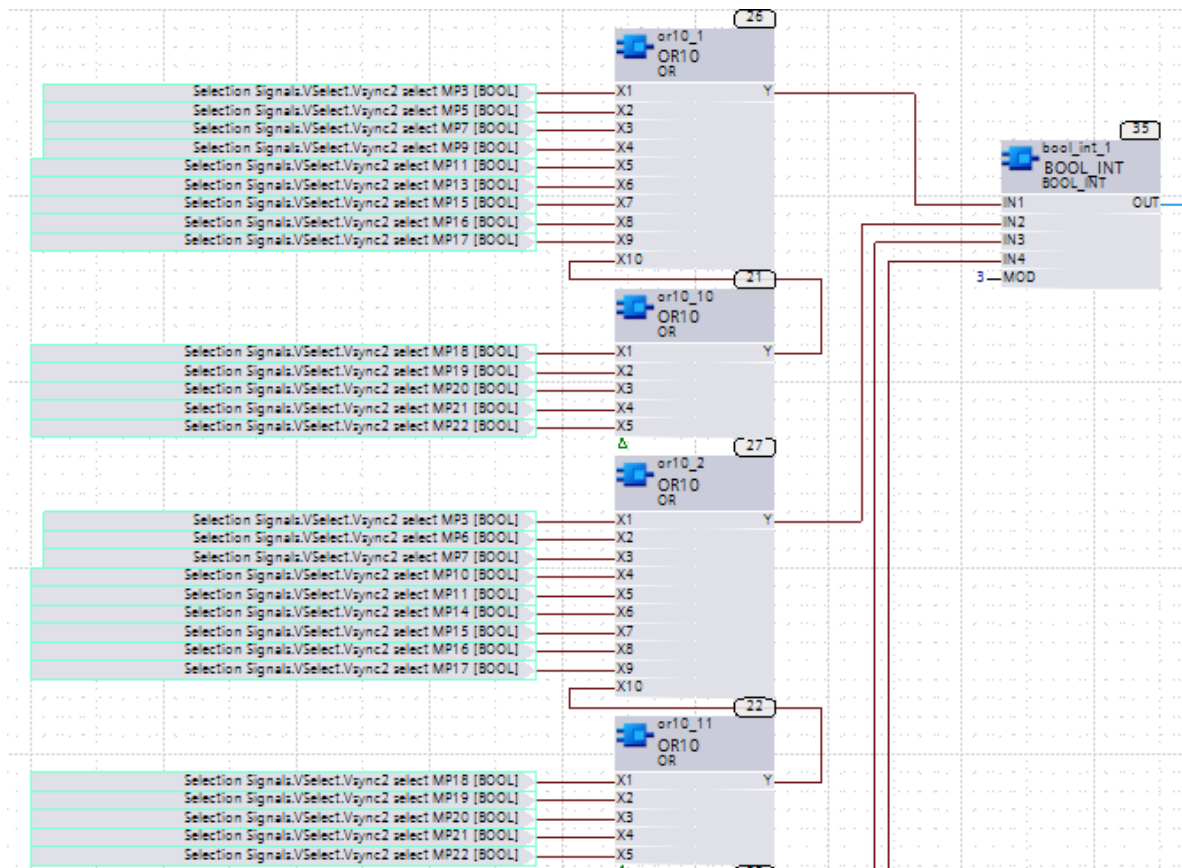 26
or10_1
OR10
OR
Selection Signals.VSelect.Vsync2 select MP3 [BOOL] X1 Y
Selection Signals.VSelect.Vsync2 select MP5 [BOOL] X2
Selection Signals.VSelect.Vsync2 select MP7 [BOOL] X3
Selection Signals.VSelect.Vsync2 select MP9 [BOOL] X4
Selection Signals.VSelect.Vsync2 select MP11 [BOOL] X5
Selection Signals.VSelect.Vsync2 select MP13 [BOOL] X6
Selection Signals.VSelect.Vsync2 select MP15 [BOOL] X7
Selection Signals.VSelect.Vsync2 select MP16 [BOOL] X8
Selection Signals.VSelect.Vsync2 select MP17 [BOOL] X9
X10
35
bool_int_1
BOOL_INT
BOOL_INT
IN1 OUT
IN2
IN3
IN4
3 MOD
21
or10_10
OR10
OR
Selection Signals.VSelect.Vsync2 select MP18 [BOOL] X1 Y
Selection Signals.VSelect.Vsync2 select MP19 [BOOL] X2
Selection Signals.VSelect.Vsync2 select MP20 [BOOL] X3
Selection Signals.VSelect.Vsync2 select MP21 [BOOL] X4
Selection Signals.VSelect.Vsync2 select MP22 [BOOL] X5
27
or10_2
OR10
OR
Selection Signals.VSelect.Vsync2 select MP3 [BOOL] X1 Y
Selection Signals.VSelect.Vsync2 select MP6 [BOOL] X2
Selection Signals.VSelect.Vsync2 select MP7 [BOOL] X3
Selection Signals.VSelect.Vsync2 select MP10 [BOOL] X4
Selection Signals.VSelect.Vsync2 select MP11 [BOOL] X5
Selection Signals.VSelect.Vsync2 select MP14 [BOOL] X6
Selection Signals.VSelect.Vsync2 select MP15 [BOOL] X7
Selection Signals.VSelect.Vsync2 select MP16 [BOOL] X8
Selection Signals.VSelect.Vsync2 select MP17 [BOOL] X9
X10
22
or10_11
OR10
OR
Selection Signals.VSelect.Vsync2 select MP18 [BOOL] X1 Y
Selection Signals.VSelect.Vsync2 select MP19 [BOOL] X2
Selection Signals.VSelect.Vsync2 select MP20 [BOOL] X3
Selection Signals.VSelect.Vsync2 select MP21 [BOOL] X4
Selection Signals.VSelect.Vsync2 select MP22 [BOOL] X5